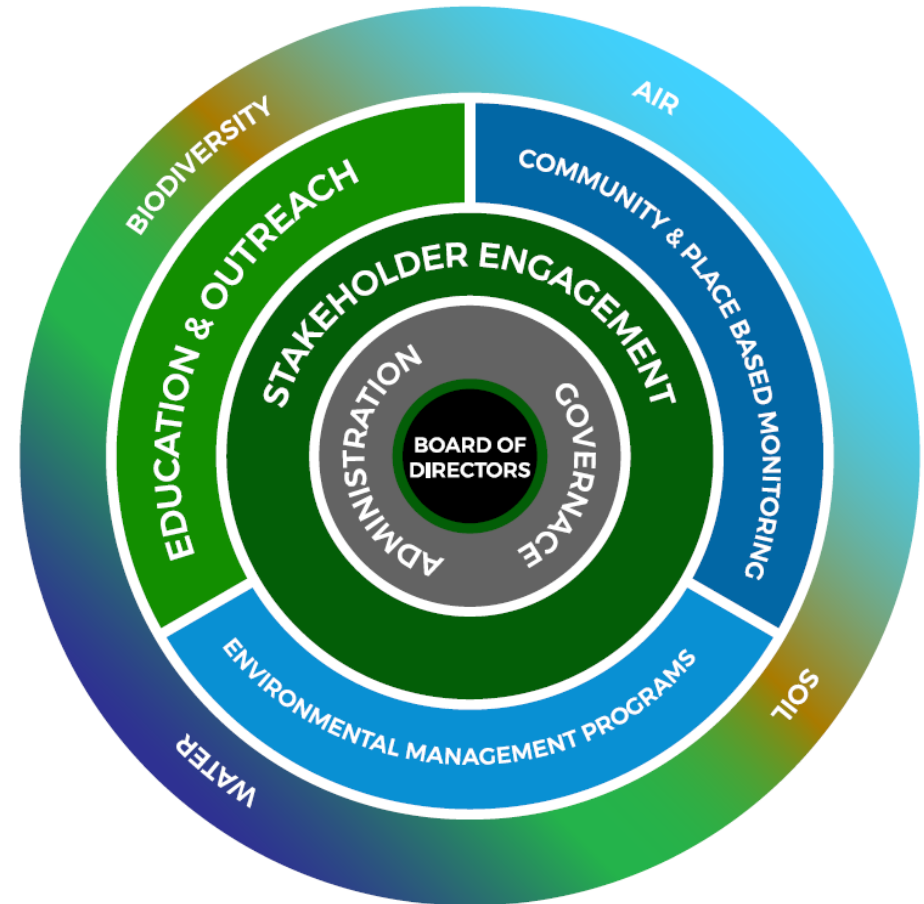 BIODIVERSITY
AIR
SOIL
WATER
EDUCATION & OUTREACH
COMMUNITY & PLACE BASED MONITORING
ENVIRONMENTAL MANAGEMENT PROGRAMS
STAKEHOLDER ENGAGEMENT
ADMINISTRATION
GOVERNACE
BOARD OF
DIRECTORS